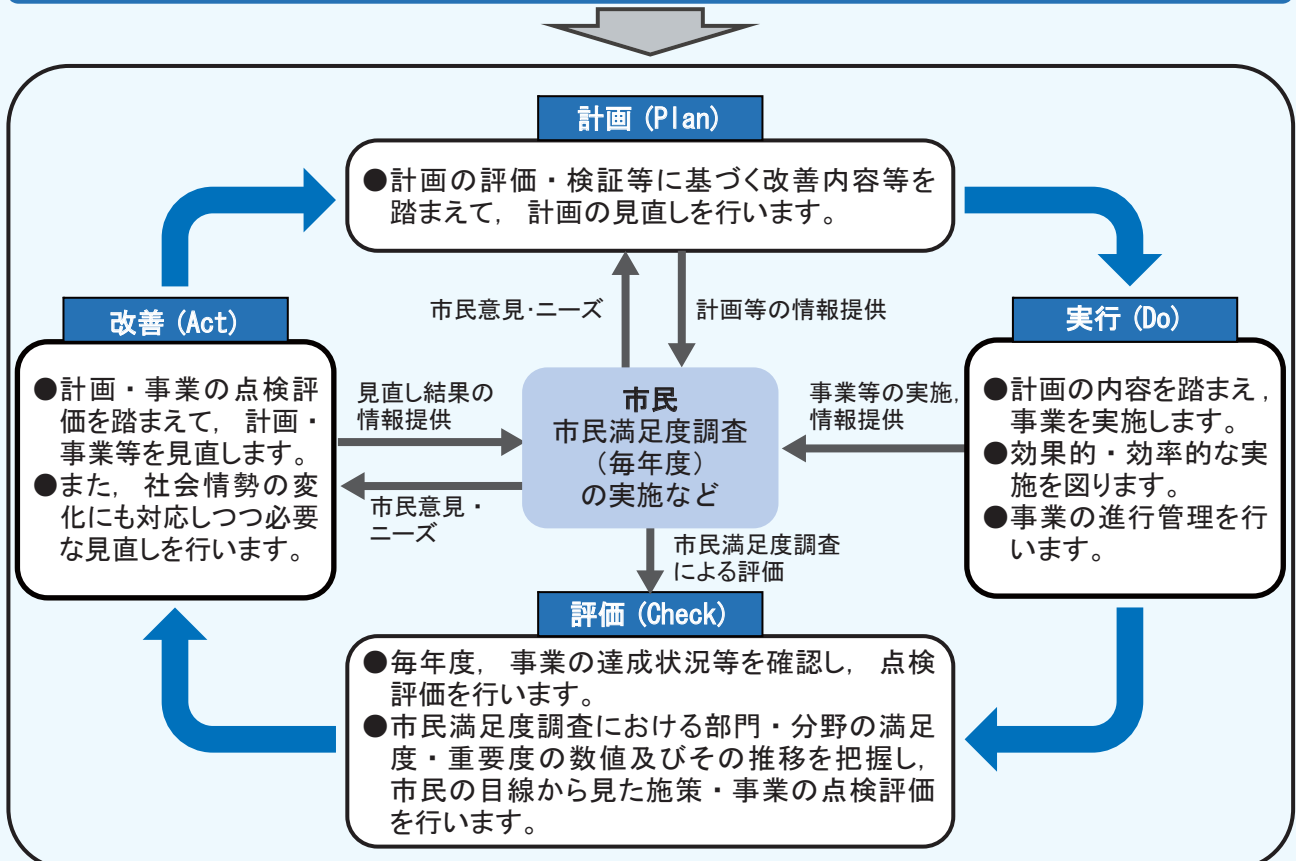 計画 (Plan)
●計画の評価・検証等に基づく改善内容等を
踏まえて, 計画の見直しを行います。
市民意見・ニーズ
計画等の情報提供
改善 (Act)
●計画・事業の点検評
価を踏まえて, 計画・
事業等を見直します。
●また, 社会情勢の変
化にも対応しつつ必要
な見直しを行います。
見直し結果の
情報提供
市民意見・
ニーズ
市民
市民満足度調査
(毎年度)
の実施など
事業等の実施,
情報提供
実行 (Do)
●計画の内容を踏まえ,
事業を実施します。
●効果的・効率的な実
施を図ります。
●事業の進行管理を行
います。
市民満足度調査
による評価
評価 (Check)
●毎年度, 事業の達成状況等を確認し, 点検
評価を行います。
●市民満足度調査における部門・分野の満足
度・重要度の数値及びその推移を把握し,
市民の目線から見た施策・事業の点検評価
を行います。